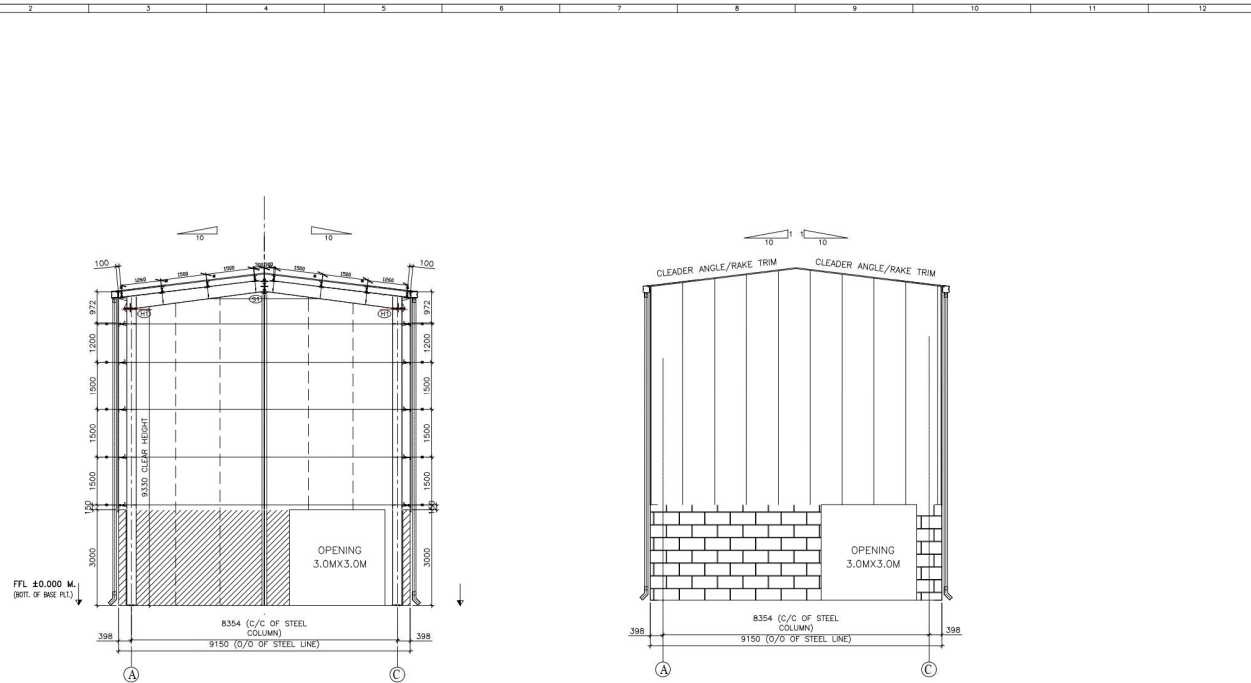 2 3 4 5 6 7 8 9 10 11 12
10 10
10 1 1 10
100 1260 1500 1500 300 300 1500 1500 1260 100
CLEADER ANGLE/RAKE TRIM CLEADER ANGLE/RAKE TRIM
972 H1 S1 H1 972
1200 1200
1500 1500
1500 1500
9330 CLEAR HEIGHT
1500 1500
150 150
3000 3000
OPENING
3.0MX3.0M
OPENING
3.0MX3.0M
FFL ±0.000 M.
(BOTT. OF BASE PLT.)
398
8354 (C/C OF STEEL
COLUMN)
398
9150 (O/O OF STEEL LINE)
A C
398
8354 (C/C OF STEEL
COLUMN)
398
9150 (O/O OF STEEL LINE)
A C